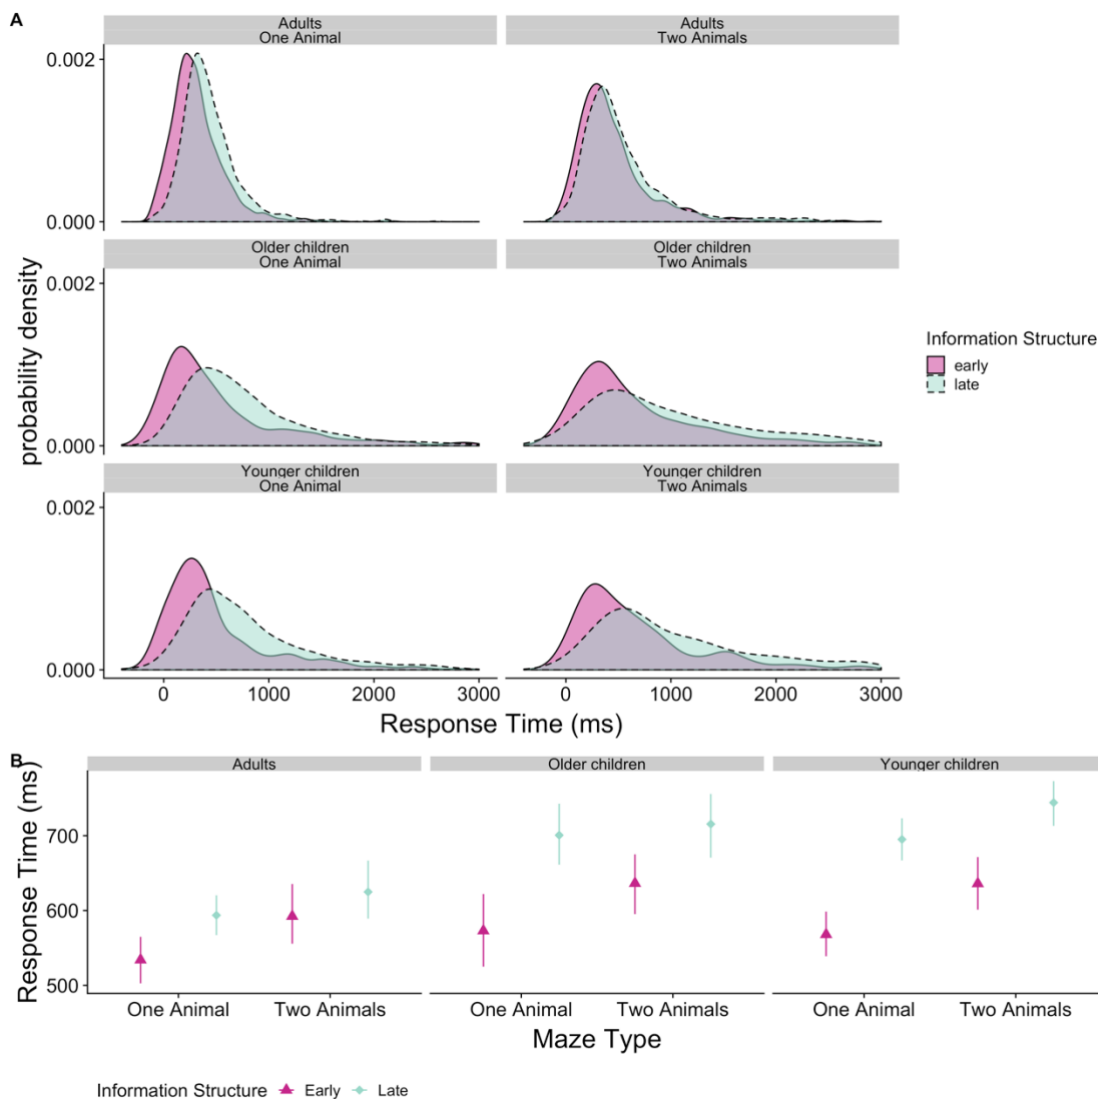 A
Adults
One Animal
Adults
Two Animals
0.002
0.000
Older children
One Animal
Older children
Two Animals
0.002
0.000
Younger children
One Animal
Younger children
Two Animals
0.002
0.000
probability density
0 1000 2000 3000
0 1000 2000 3000
Response Time (ms)
Information Structure
early
late
B
Adults
Older children
Younger children
Response Time (ms)
700
600
500
One Animal Two Animals
One Animal Two Animals
One Animal Two Animals
Maze Type
Information Structure Early Late